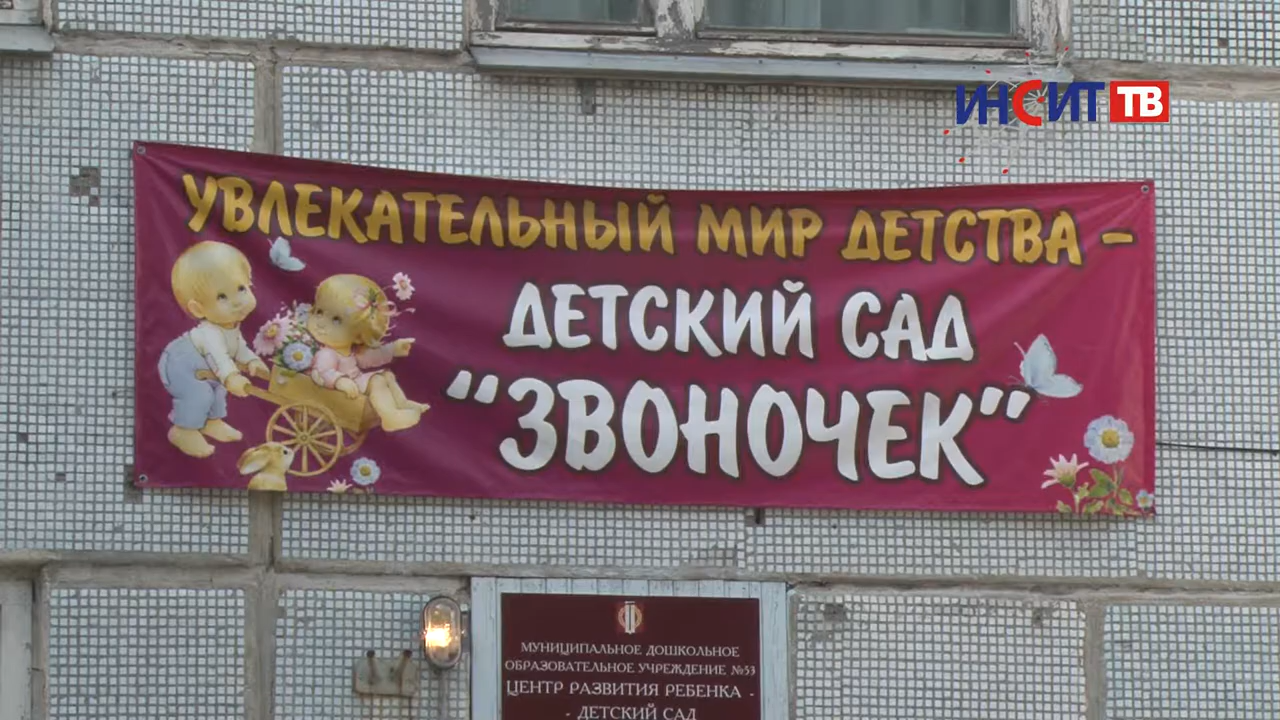 ИНСИТ ТВ
УВЛЕКАТЕЛЬНЫЙ МИР ДЕТСТВА -
ДЕТСКИЙ САД
"ЗВОНОЧЕК"
МУНИЦИПАЛЬНОЕ ДОШКОЛЬНОЕ
ОБРАЗОВАТЕЛЬНОЕ УЧРЕЖДЕНИЕ №53
ЦЕНТР РАЗВИТИЯ РЕБЕНКА -
- ДЕТСКИЙ САД